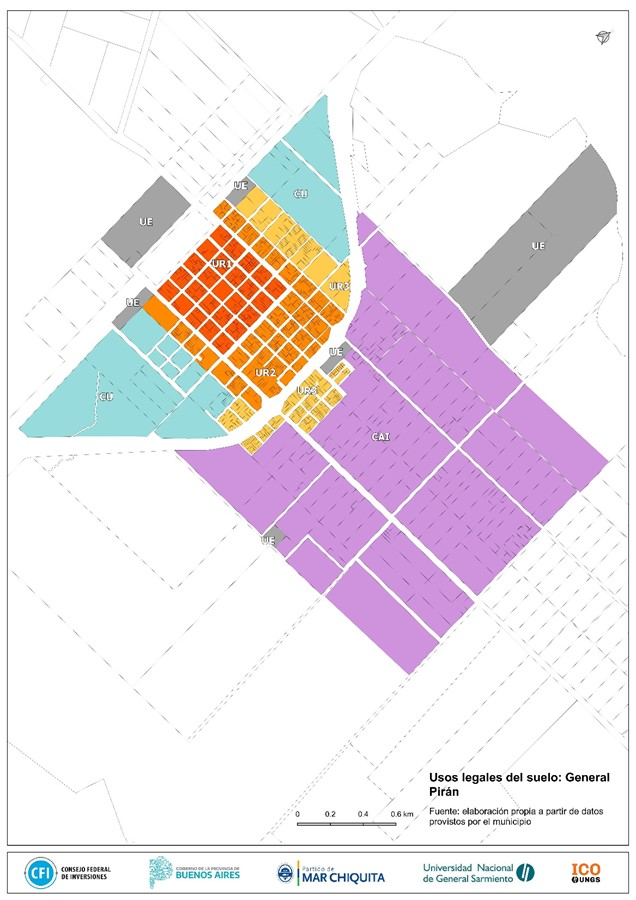 UE
CU
UE
UE
UR1
UR3
UE
UE
UR2
UR3
CU
CAI
UE
Usos legales del suelo: General
Pirán
Fuente: elaboración propia a partir de datos
provistos por el municipio
0 0.2 0.4 0.6 km
CFI
CONSEJO FEDERAL
DE INVERSIONES
GOBIERNO DE LA PROVINCIA DE
BUENOS AIRES
Partido de
MAR CHIQUITA
Universidad Nacional
de General Sarmiento
ICO
UNGS